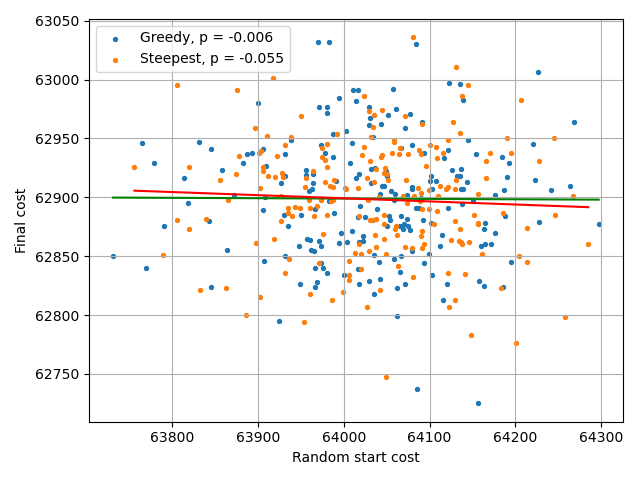 Greedy, p = -0.006
Steepest, p = -0.055
63050
63000
62950
62900
62850
62800
62750
Final cost
63800 63900 64000 64100 64200 64300
Random start cost